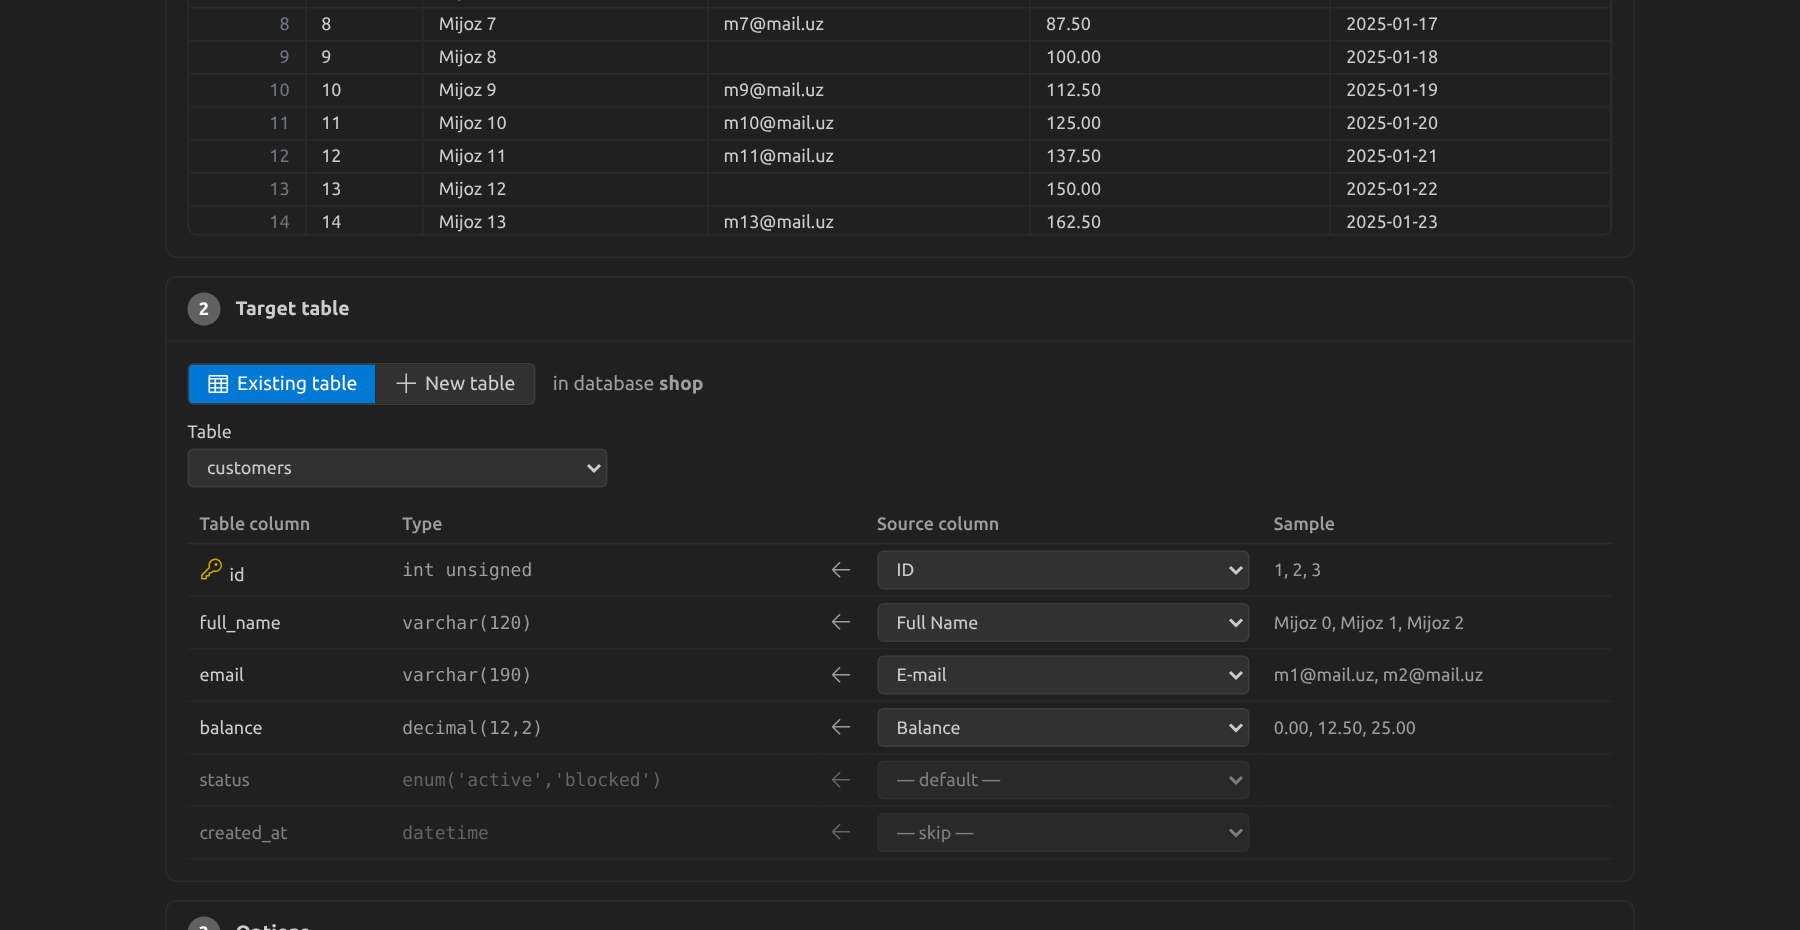 8 8 Mijoz 7 m7@mail.uz 87.50 2025-01-17
9 9 Mijoz 8 100.00 2025-01-18
10 10 Mijoz 9 m9@mail.uz 112.50 2025-01-19
11 11 Mijoz 10 m10@mail.uz 125.00 2025-01-20
12 12 Mijoz 11 m11@mail.uz 137.50 2025-01-21
13 13 Mijoz 12 150.00 2025-01-22
14 14 Mijoz 13 m13@mail.uz 162.50 2025-01-23
2 Target table
Existing table New table in database shop
Table
customers
Table column Type Source column Sample
id int unsigned ← ID 1, 2, 3
full_name varchar(120) ← Full Name Mijoz 0, Mijoz 1, Mijoz 2
email varchar(190) ← E-mail m1@mail.uz, m2@mail.uz
balance decimal(12,2) ← Balance 0.00, 12.50, 25.00
status enum('active','blocked') ← — default —
created_at datetime ← — skip —
3 Options